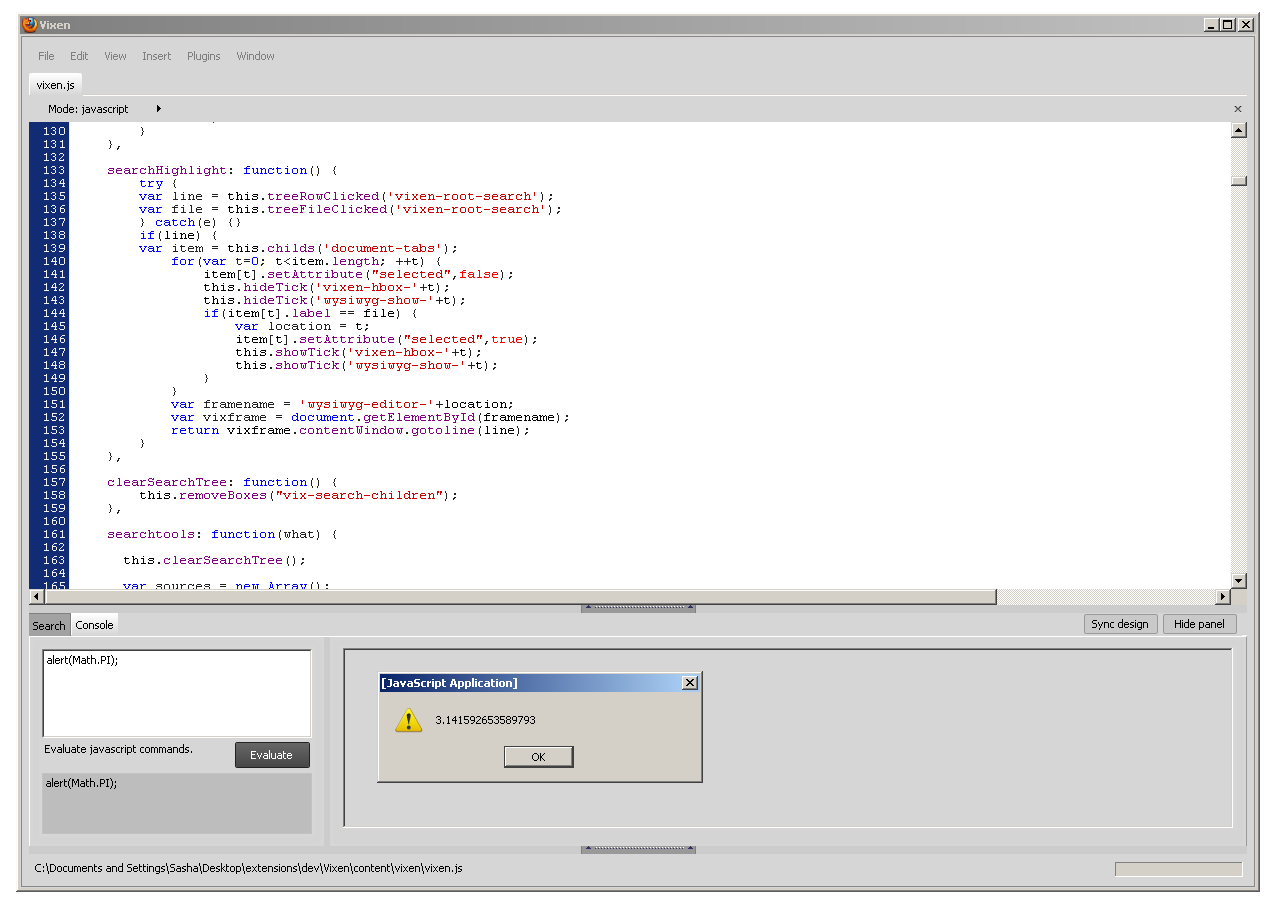 Vixen
File Edit View Insert Plugins Window
vixen.js
Mode: javascript
130 }
131 },
132
133 searchHighlight: function() {
134 try {
135 var line = this.treeRowClicked('vixen-root-search');
136 var file = this.treeFileClicked('vixen-root-search');
137 } catch(e) {}
138 if(line) {
139 var item = this.childs('document-tabs');
140 for(var t=0; t<item.length; ++t) {
141 item[t].setAttribute("selected",false);
142 this.hideTick('vixen-hbox-'+t);
143 this.hideTick('wysiwyg-show-'+t);
144 if(item[t].label == file) {
145 var location = t;
146 item[t].setAttribute("selected",true);
147 this.showTick('vixen-hbox-'+t);
148 this.showTick('wysiwyg-show-'+t);
149 }
150 }
151 var framename = 'wysiwyg-editor-'+location;
152 var vixframe = document.getElementById(framename);
153 return vixframe.contentWindow.gotoline(line);
154 }
155 },
156
157 clearSearchTree: function() {
158 this.removeBoxes("vix-search-children");
159 },
160
161 searchtools: function(what) {
162
163 this.clearSearchTree();
164
165 var sources = new Array();
Search Console Sync design Hide panel
alert(Math.PI);
Evaluate javascript commands. Evaluate
alert(Math.PI);
[JavaScript Application]
3.141592653589793
OK
C:\Documents and Settings\Sasha\Desktop\extensions\dev\Vixen\content\vixen\vixen.js